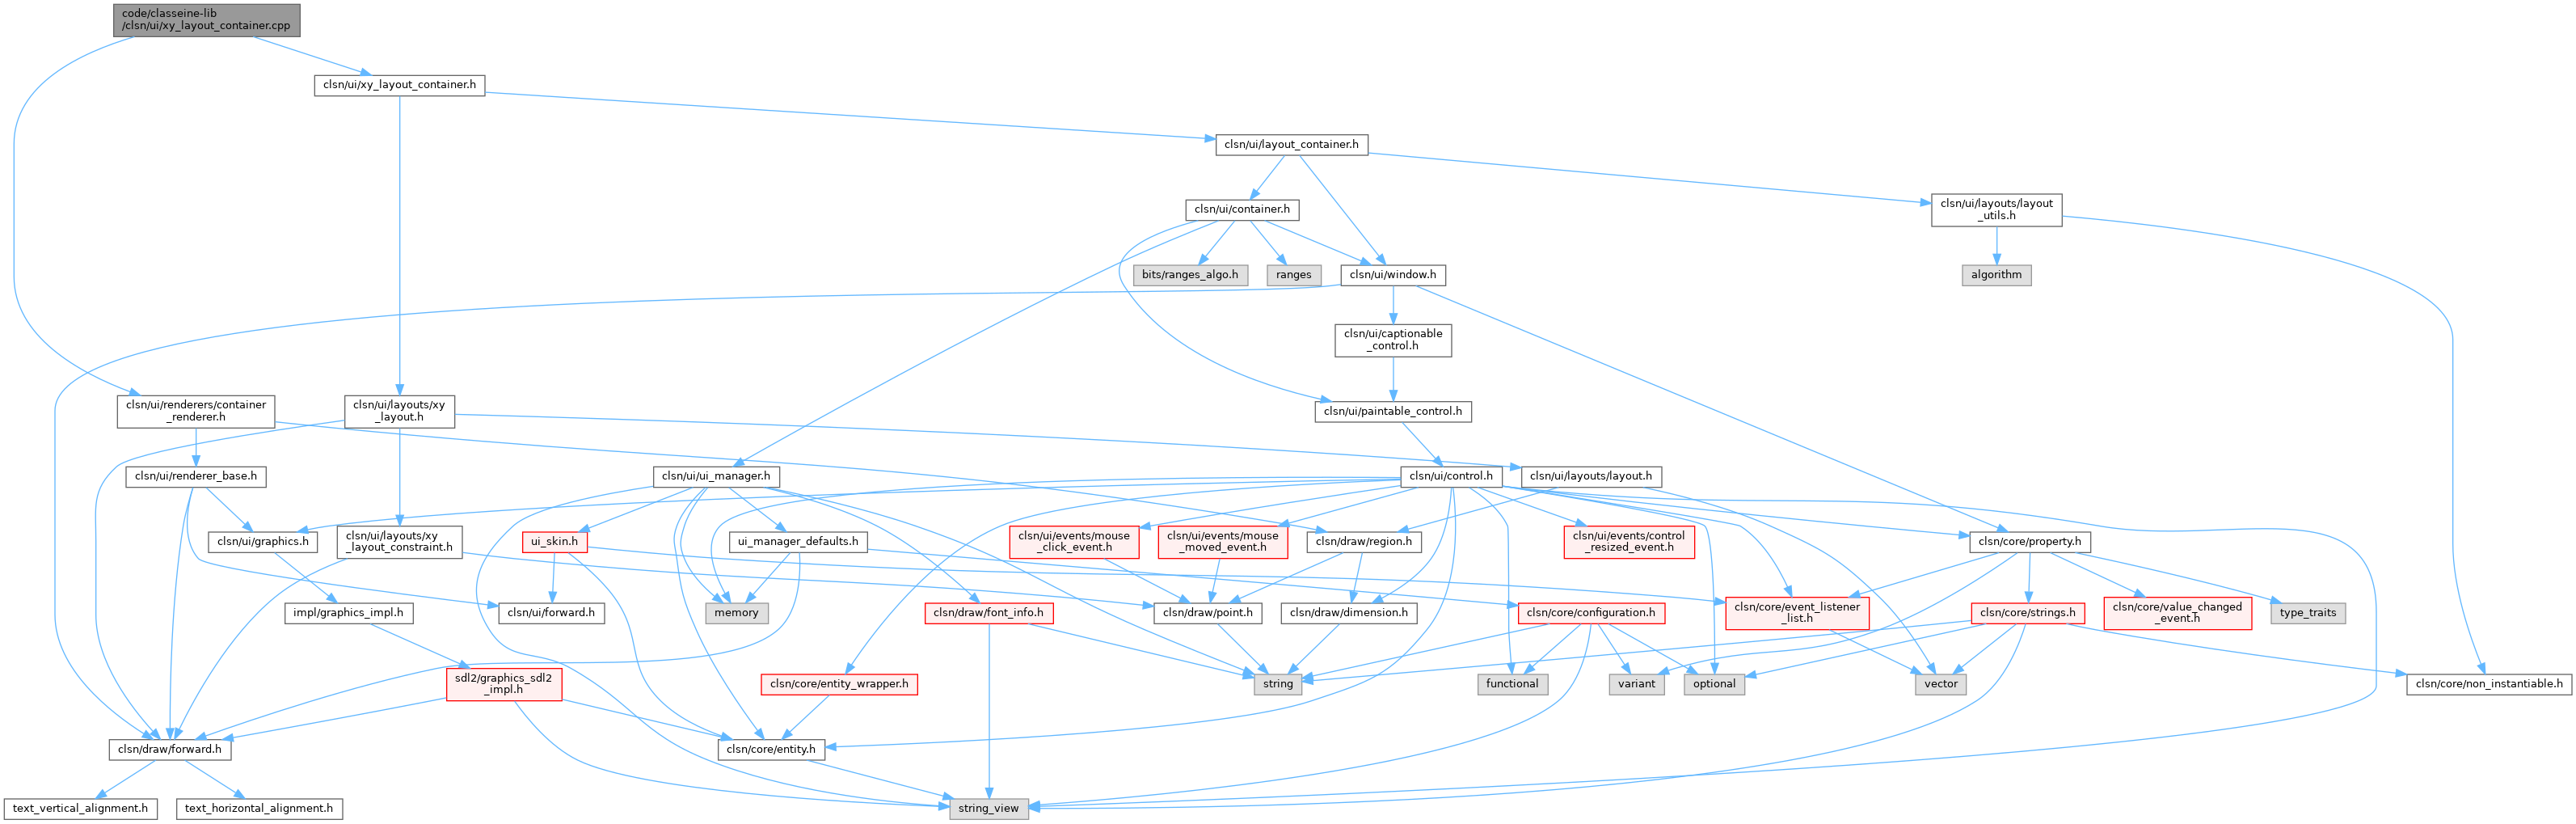 code/classeine-lib
/clsn/ui/xy_layout_container.cpp
clsn/ui/xy_layout_container.h
clsn/ui/layout_container.h
clsn/ui/container.h
clsn/ui/layouts/layout
_utils.h
bits/ranges_algo.h
ranges
clsn/ui/window.h
algorithm
clsn/ui/captionable
_control.h
clsn/ui/renderers/container
_renderer.h
clsn/ui/layouts/xy
_layout.h
clsn/ui/paintable_control.h
clsn/ui/renderer_base.h
clsn/ui/ui_manager.h
clsn/ui/control.h
clsn/ui/layouts/layout.h
clsn/ui/graphics.h
clsn/ui/layouts/xy
_layout_constraint.h
ui_skin.h
ui_manager_defaults.h
clsn/ui/events/mouse
_click_event.h
clsn/ui/events/mouse
_moved_event.h
clsn/draw/region.h
clsn/ui/events/control
_resized_event.h
clsn/core/property.h
impl/graphics_impl.h
clsn/ui/forward.h
memory
clsn/draw/font_info.h
clsn/draw/point.h
clsn/draw/dimension.h
clsn/core/configuration.h
clsn/core/event_listener
_list.h
clsn/core/strings.h
clsn/core/value_changed
_event.h
type_traits
sdl2/graphics_sdl2
_impl.h
clsn/core/entity_wrapper.h
string
functional
variant
optional
vector
clsn/core/non_instantiable.h
clsn/draw/forward.h
clsn/core/entity.h
text_vertical_alignment.h
text_horizontal_alignment.h
string_view